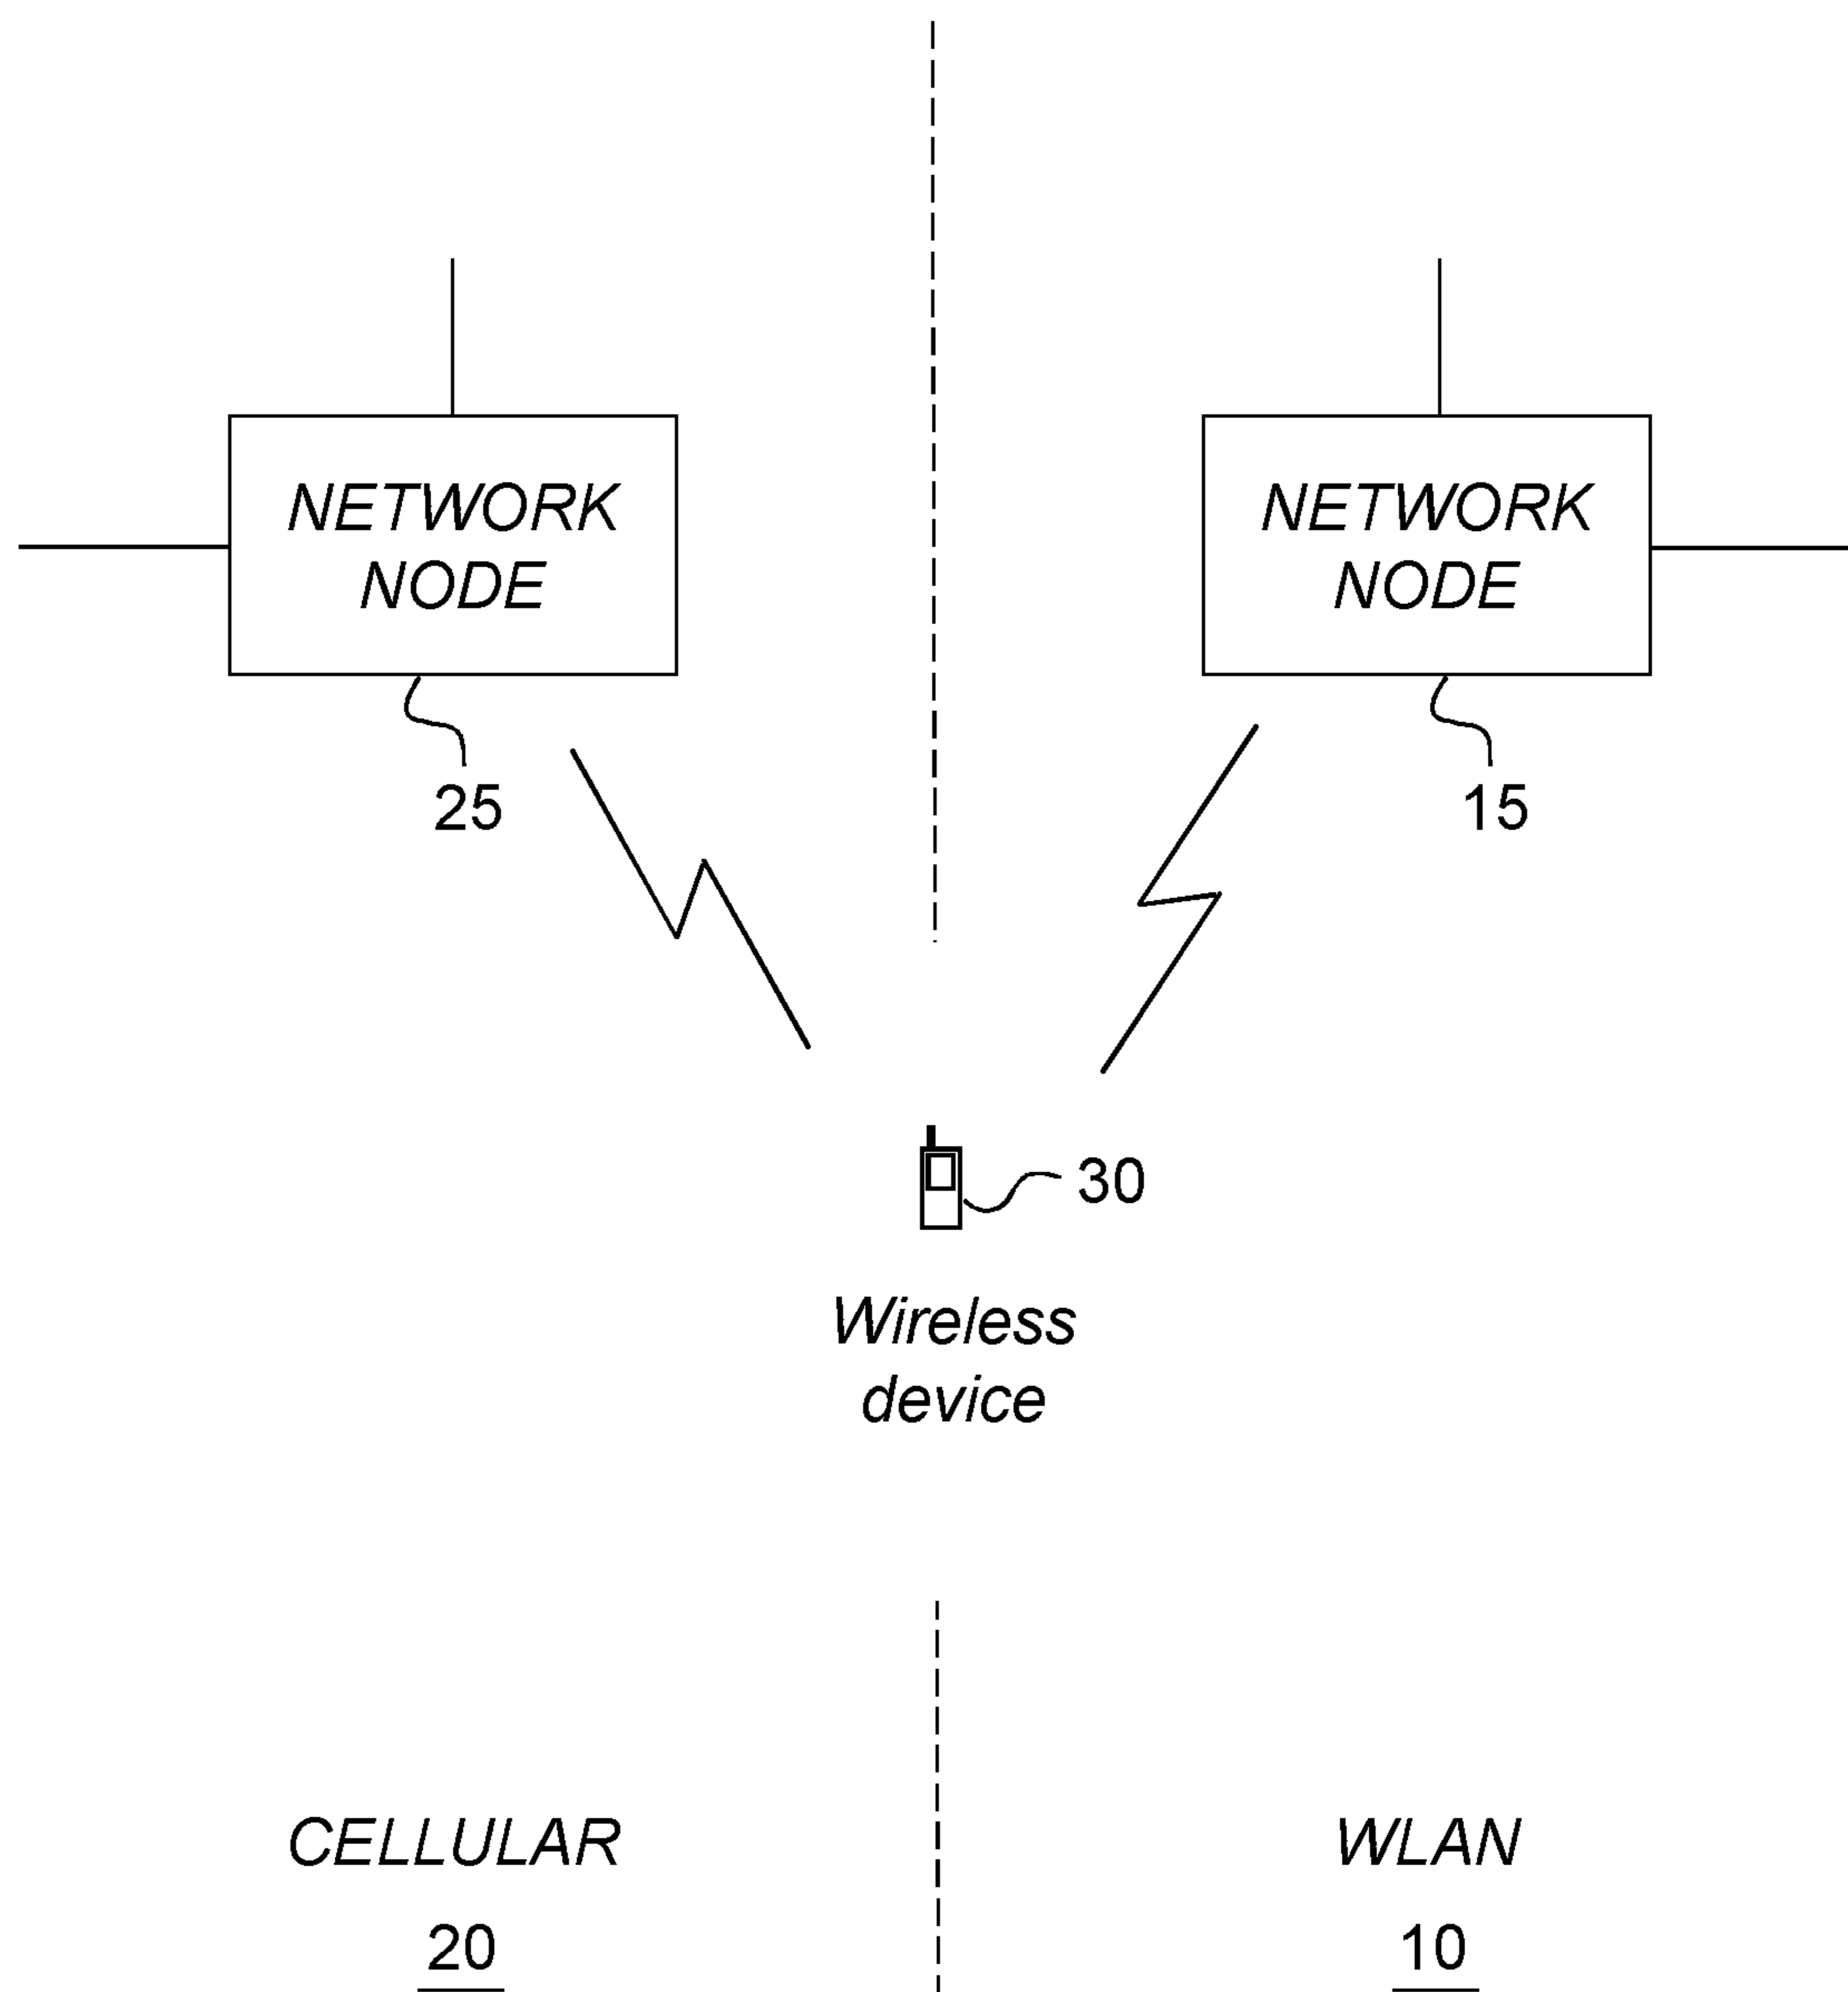 NETWORK
NODE
NETWORK
NODE
25
15
30
Wireless
device
CELLULAR
WLAN
20
10